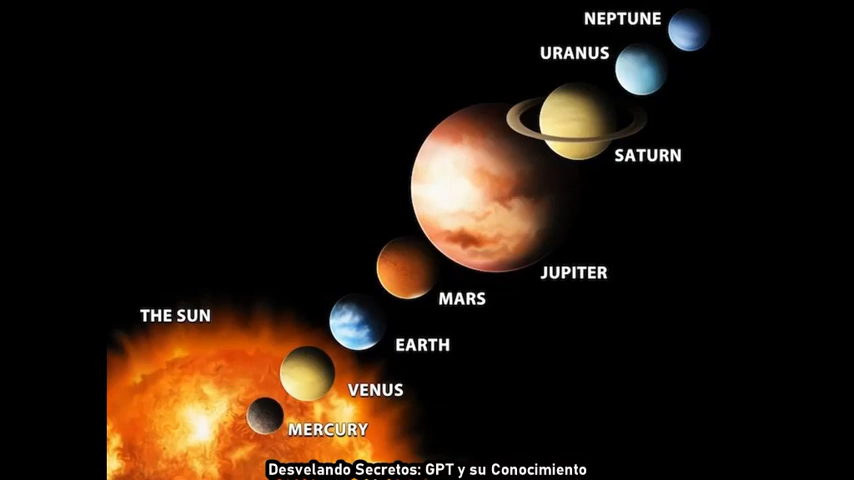 NEPTUNE
URANUS
SATURN
JUPITER
MARS
THE SUN
EARTH
VENUS
MERCURY
Desvelando Secretos: GPT y su Conocimiento